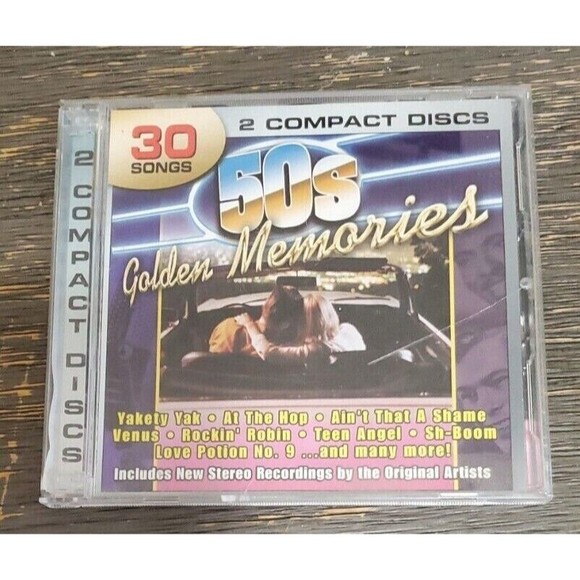 2 COMPACT DISCS
30
SONGS
2 COMPACT DISCS
50s
Golden Memories
Yakety Yak • At The Hop • Ain't That A Shame
Venus • Rockin' Robin • Teen Angel • Sh-Boom
Love Potion No. 9 ...and many more!
Includes New Stereo Recordings by the Original Artists